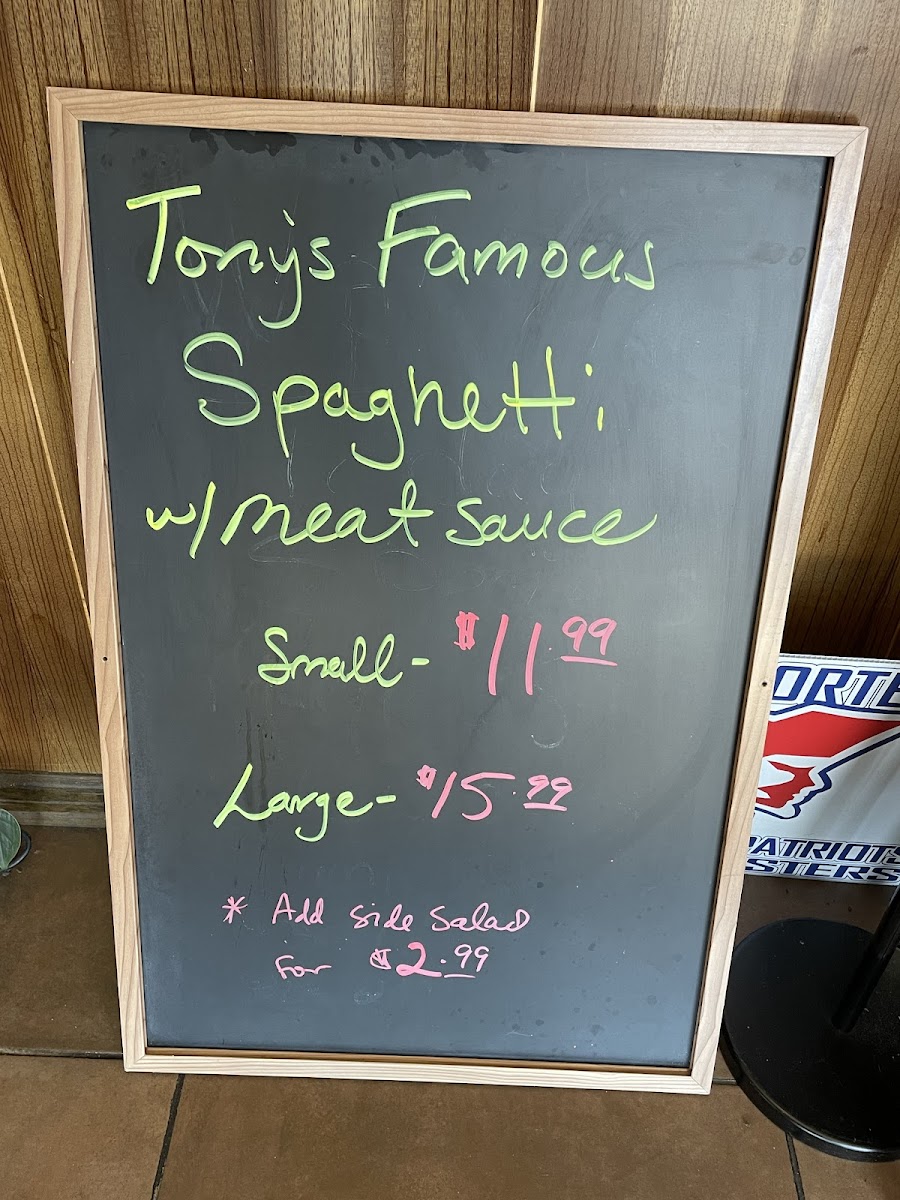 Tony's Famous
Spaghetti
w/ meat sauce
Small - $11.99
Large - $15.99
* Add side salad
for $2.99
ORTE
PATRIOTS
STERS